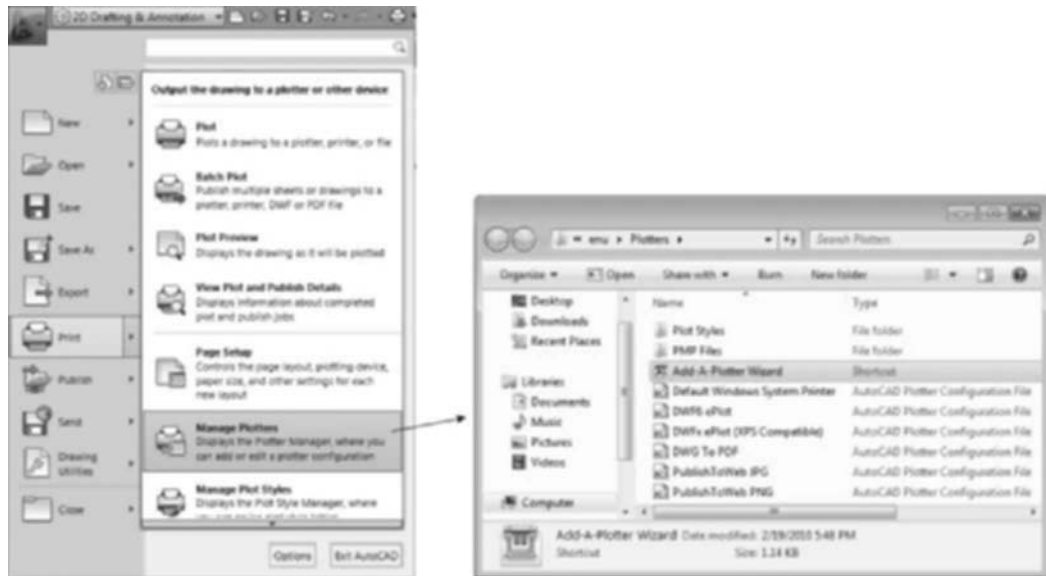 2D Drafting & Annotation
Output the drawing to a plotter or other device
New
Open
Save
Save As
Export
Print
Publish
Send
Drawing
Utilities
Close
Plot
Plots a drawing to a plotter, printer, or file
Batch Plot
Publish multiple sheets or drawings to a
plotter, printer, DWF or PDF file
Plot Preview
Displays the drawing as it will be plotted
View Plot and Publish Details
Displays information about completed
plot and publish jobs
Page Setup
Controls the page layout, plotting device,
paper size, and other settings for each
new layout
Manage Plotters
Displays the Plotter Manager, where you
can add or edit a plotter configuration
Manage Plot Styles
Displays the Plot Style Manager, where
Options
Exit AutoCAD
enu Plotters
Search Plotters
Organize Open Share with Burn New folder
Desktop
Downloads
Recent Places
Libraries
Documents
Music
Pictures
Videos
Computer
Name Type
Plot Styles File folder
PMP Files File folder
Add-A-Plotter Wizard Shortcut
Default Windows System Printer AutoCAD Plotter Configuration File
DWF6 ePlot AutoCAD Plotter Configuration File
DWFx ePlot (XPS Compatible) AutoCAD Plotter Configuration File
DWG To PDF AutoCAD Plotter Configuration File
PublishToWeb JPG AutoCAD Plotter Configuration File
PublishToWeb PNG AutoCAD Plotter Configuration File
Add-A-Plotter Wizard Date modified: 2/19/2010 5:48 PM
Shortcut Size: 1.14 KB